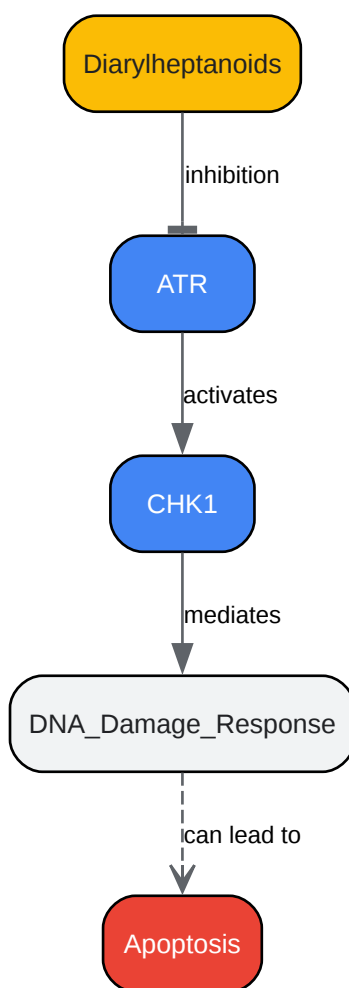 Diarylheptanoids
inhibition
ATR
activates
CHK1
mediates
DNA_Damage_Response
can lead to
Apoptosis